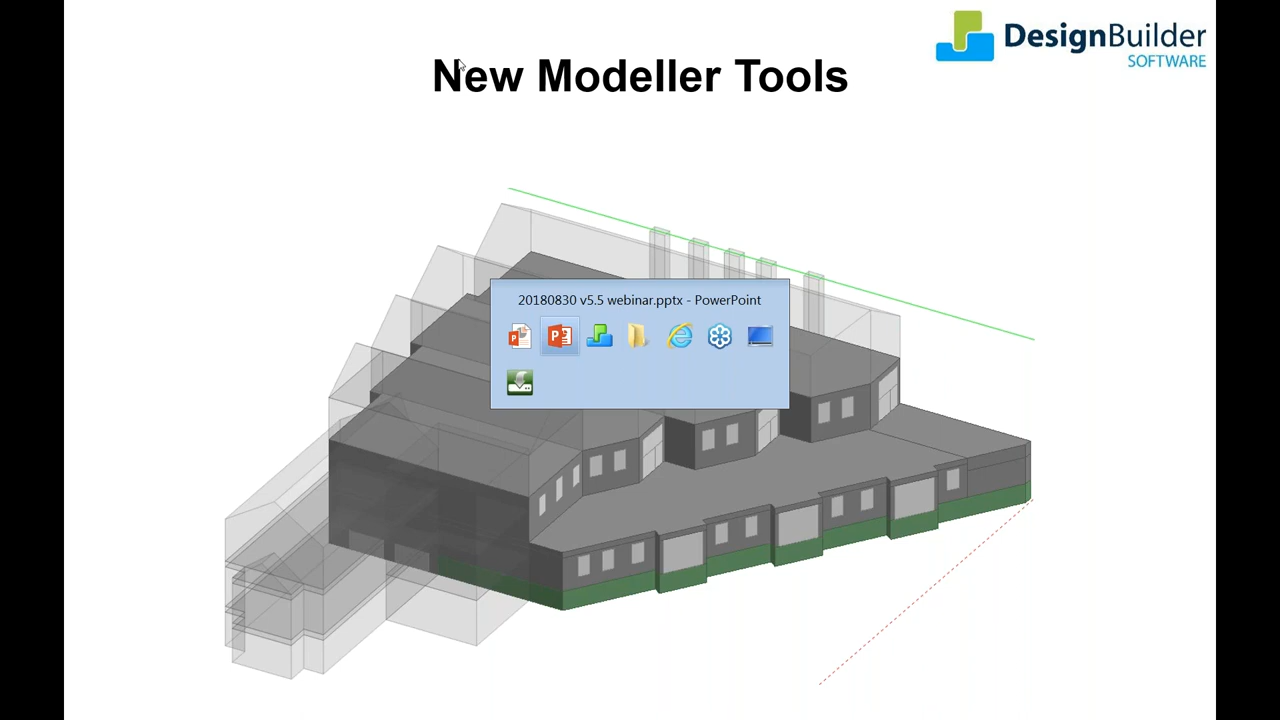 DesignBuilder
SOFTWARE
New Modeller Tools
20180830 v5.5 webinar.pptx - PowerPoint